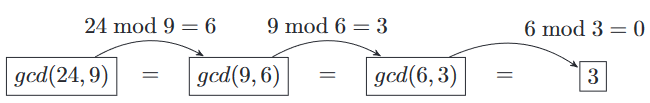 24 mod 9 = 6 9 mod 6 = 3 6 mod 3 = 0
gcd(24, 9) = gcd(9, 6) = gcd(6, 3) = 3